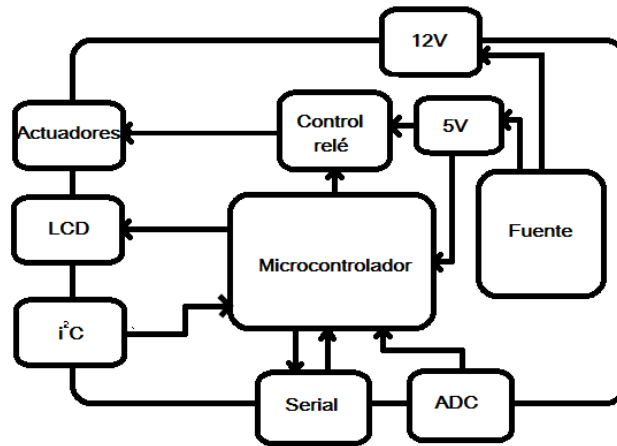 12V
Actuadores
Control
relé
5V
LCD
Microcontrolador
Fuente
i²C
Serial
ADC